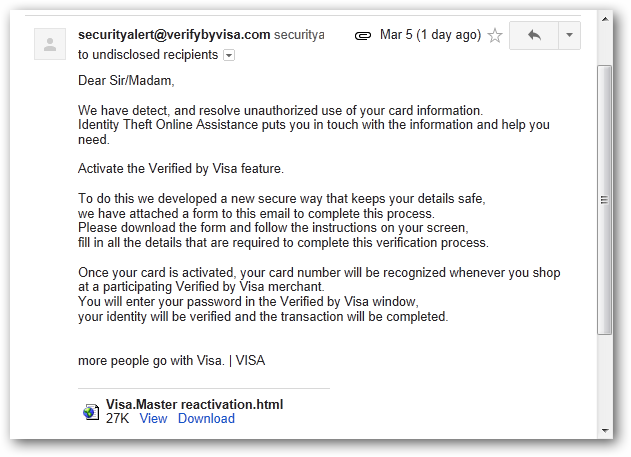 securityalert@verifybyvisa.com securitya Mar 5 (1 day ago)
to undisclosed recipients
Dear Sir/Madam,
We have detect, and resolve unauthorized use of your card information.
Identity Theft Online Assistance puts you in touch with the information and help you
need.
Activate the Verified by Visa feature.
To do this we developed a new secure way that keeps your details safe,
we have attached a form to this email to complete this process.
Please download the form and follow the instructions on your screen,
fill in all the details that are required to complete this verification process.
Once your card is activated, your card number will be recognized whenever you shop
at a participating Verified by Visa merchant.
You will enter your password in the Verified by Visa window,
your identity will be verified and the transaction will be completed.
more people go with Visa. | VISA
Visa.Master reactivation.html
27K View Download